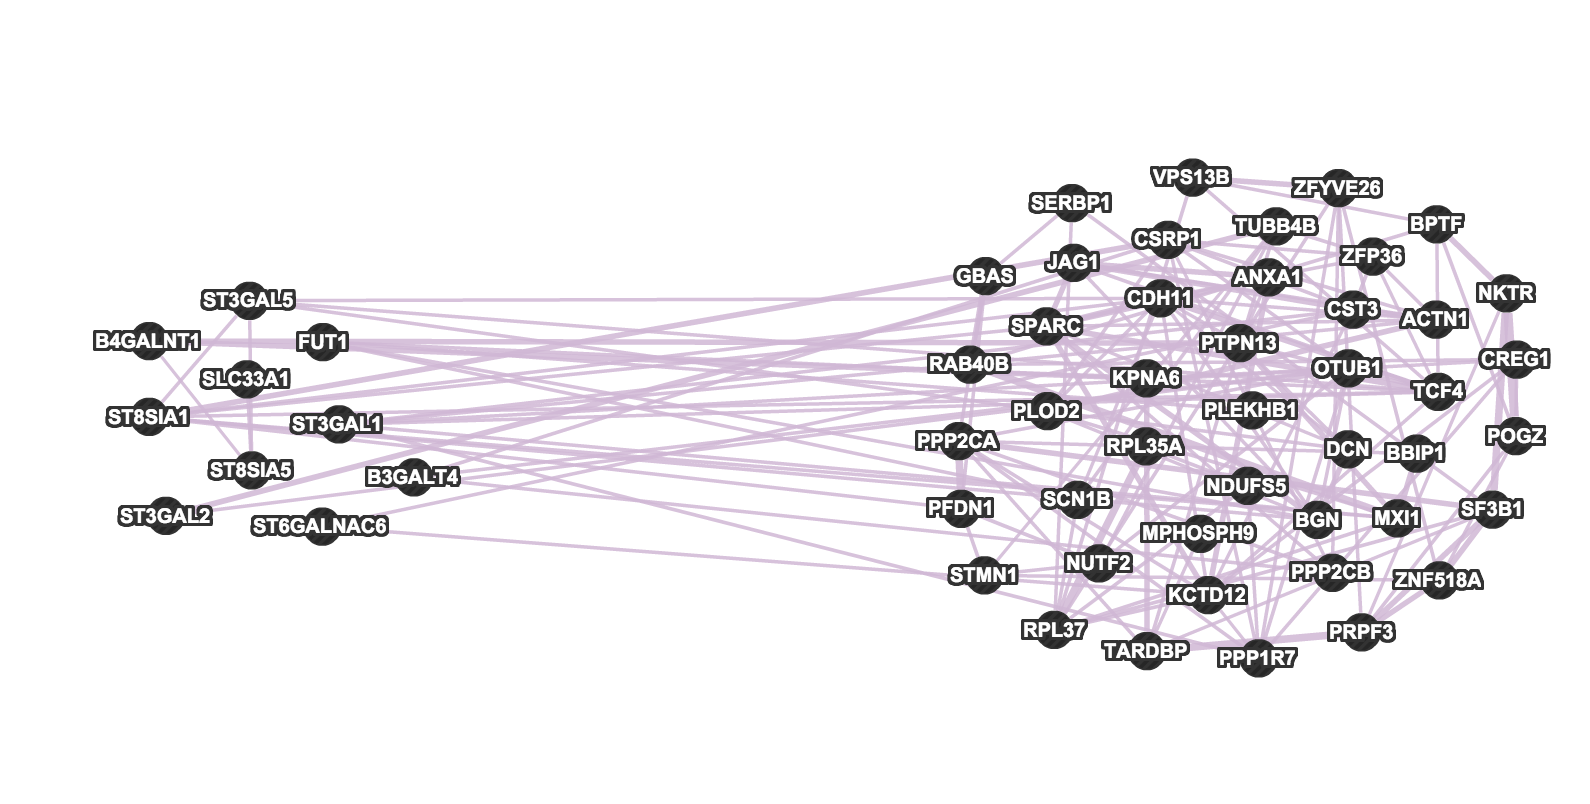 VPS13B
ZFYVE26
SERBP1
TUBB4B
BPTF
CSRP1
ZFP36
JAG1
GBAS
ANXA1
NKTR
CDH11
ST3GAL5
CST3
ACTN1
SPARC
B4GALNT1
FUT1
PTPN13
CREG1
RAB40B
OTUB1
SLC33A1
KPNA6
TCF4
ST8SIA1
ST3GAL1
PLOD2
PLEKHB1
POGZ
PPP2CA
RPL35A
DCN
BBIP1
ST8SIA5
B3GALT4
NDUFS5
SCN1B
PFDN1
SF3B1
ST3GAL2
ST6GALNAC6
BGN
MXI1
MPHOSPH9
NUTF2
STMN1
PPP2CB
ZNF518A
KCTD12
RPL37
PRPF3
TARDBP
PPP1R7